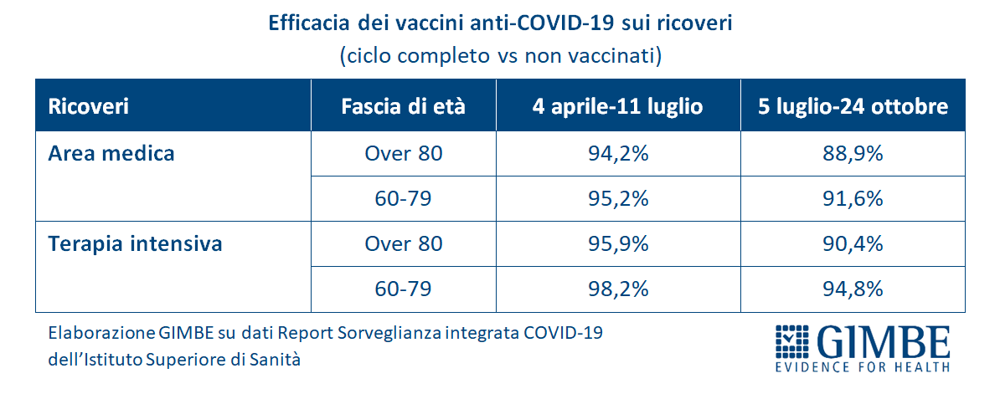 Efficacia dei vaccini anti-COVID-19 sui ricoveri
(ciclo completo vs non vaccinati)
Ricoveri Fascia di età 4 aprile-11 luglio 5 luglio-24 ottobre
Area medica Over 80 94,2% 88,9%
60-79 95,2% 91,6%
Terapia intensiva Over 80 95,9% 90,4%
60-79 98,2% 94,8%
Elaborazione GIMBE su dati Report Sorveglianza integrata COVID-19
dell’Istituto Superiore di Sanità
GIMBE
EVIDENCE FOR HEALTH